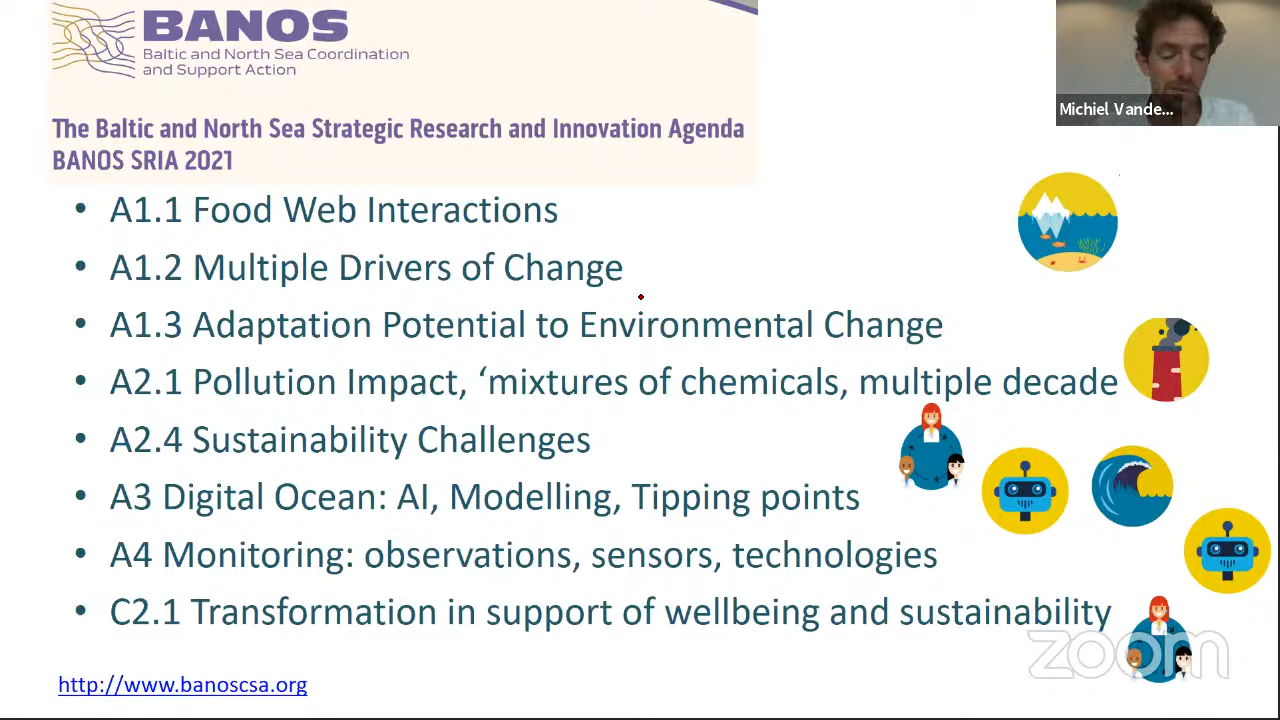 BANOS
Baltic and North Sea Coordination
and Support Action
Michiel Vande...
The Baltic and North Sea Strategic Research and Innovation Agenda
BANOS SRIA 2021
• A1.1 Food Web Interactions
• A1.2 Multiple Drivers of Change
• A1.3 Adaptation Potential to Environmental Change
• A2.1 Pollution Impact, ‘mixtures of chemicals, multiple decade
• A2.4 Sustainability Challenges
• A3 Digital Ocean: AI, Modelling, Tipping points
• A4 Monitoring: observations, sensors, technologies
• C2.1 Transformation in support of wellbeing and sustainability
zoom
http://www.banoscsa.org